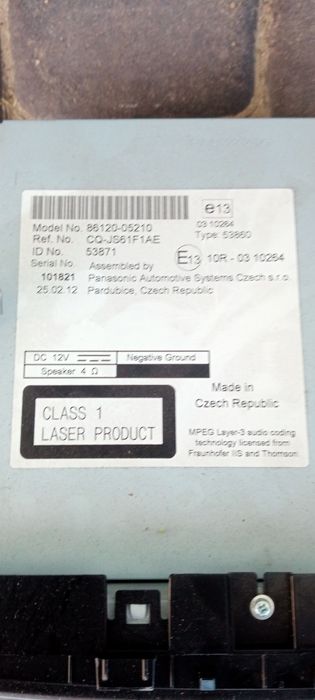 e13
03 10264
Type: 53860
Model No. 86120-05210
Ref. No. CQ-JS61F1AE
ID No. 53871
E13 10R - 03 10264
Serial No. Assembled by
101821 Panasonic Automotive Systems Czech s.r.o.
25.02.12 Pardubice, Czech Republic
DC 12V Negative Ground
Speaker 4 Ω
Made in
Czech Republic
CLASS 1
LASER PRODUCT
MPEG Layer-3 audio coding
technology licensed from
Fraunhofer IIS and Thomson.